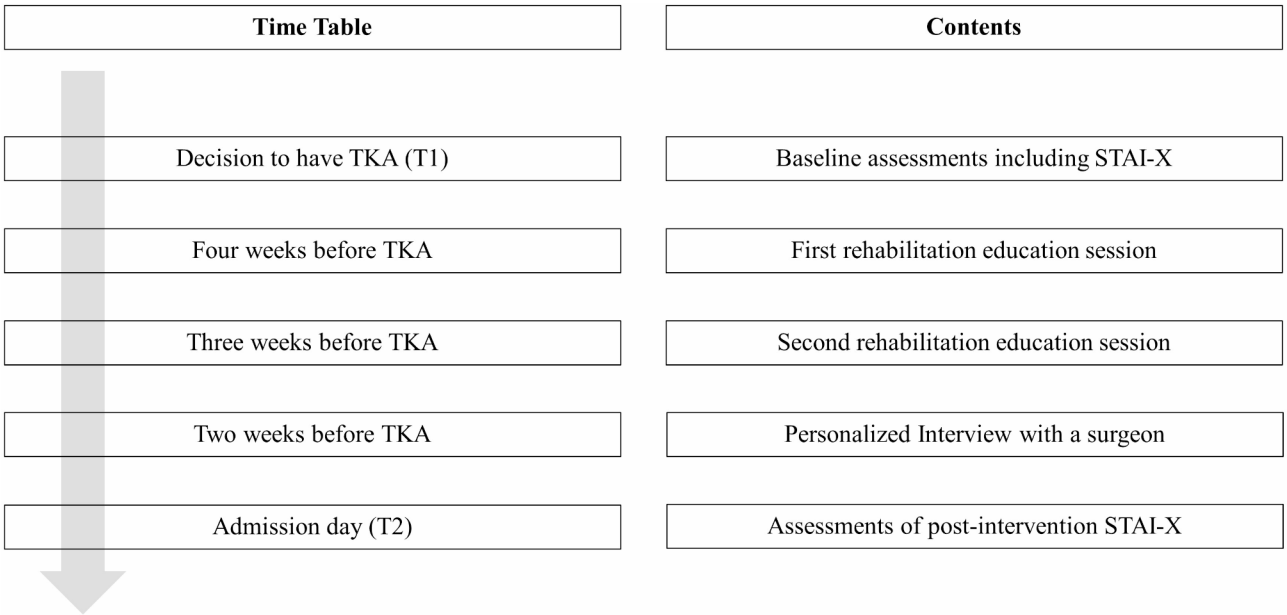 Time Table
Contents
Decision to have TKA (T1)
Baseline assessments including STAI-X
Four weeks before TKA
First rehabilitation education session
Three weeks before TKA
Second rehabilitation education session
Two weeks before TKA
Personalized Interview with a surgeon
Admission day (T2)
Assessments of post-intervention STAI-X